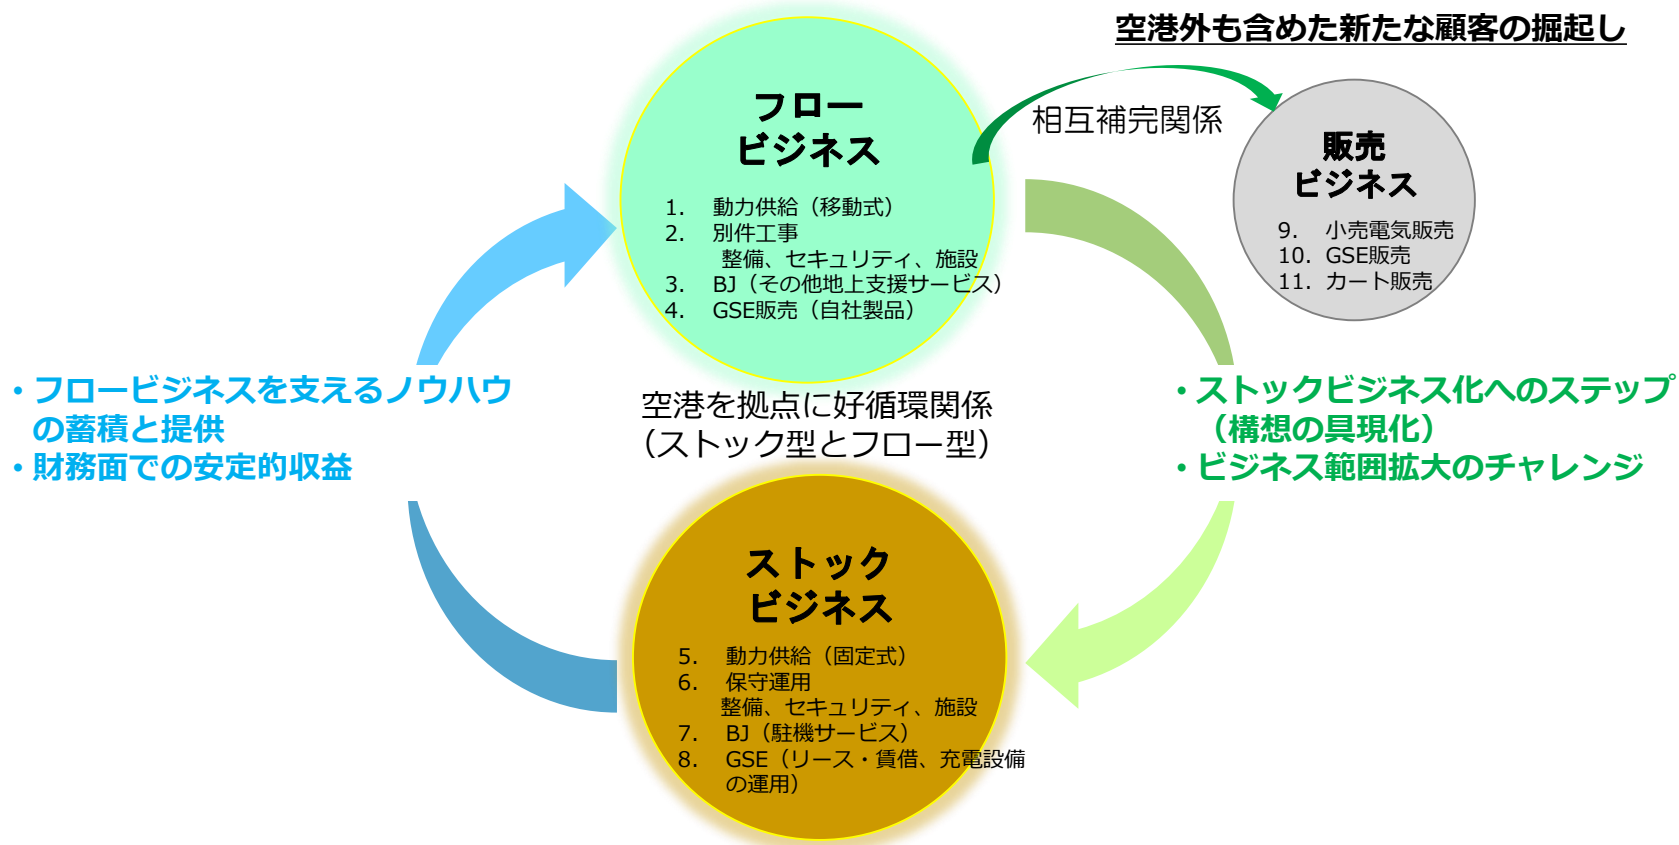 空港外も含めた新たな顧客の掘起し
フロー
ビジネス
1. 動力供給（移動式）
2. 別件工事
整備、セキュリティ、施設
3. BJ（その他地上支援サービス）
4. GSE販売（自社製品）
相互補完関係
販売
ビジネス
9. 小売電気販売
10. GSE販売
11. カート販売
・フロービジネスを支えるノウハウ
の蓄積と提供
・財務面での安定的収益
空港を拠点に好循環関係
（ストック型とフロー型）
・ストックビジネス化へのステップ
（構想の具現化）
・ビジネス範囲拡大のチャレンジ
ストック
ビジネス
5. 動力供給（固定式）
6. 保守運用
整備、セキュリティ、施設
7. BJ（駐機サービス）
8. GSE（リース・賃借、充電設備
の運用）